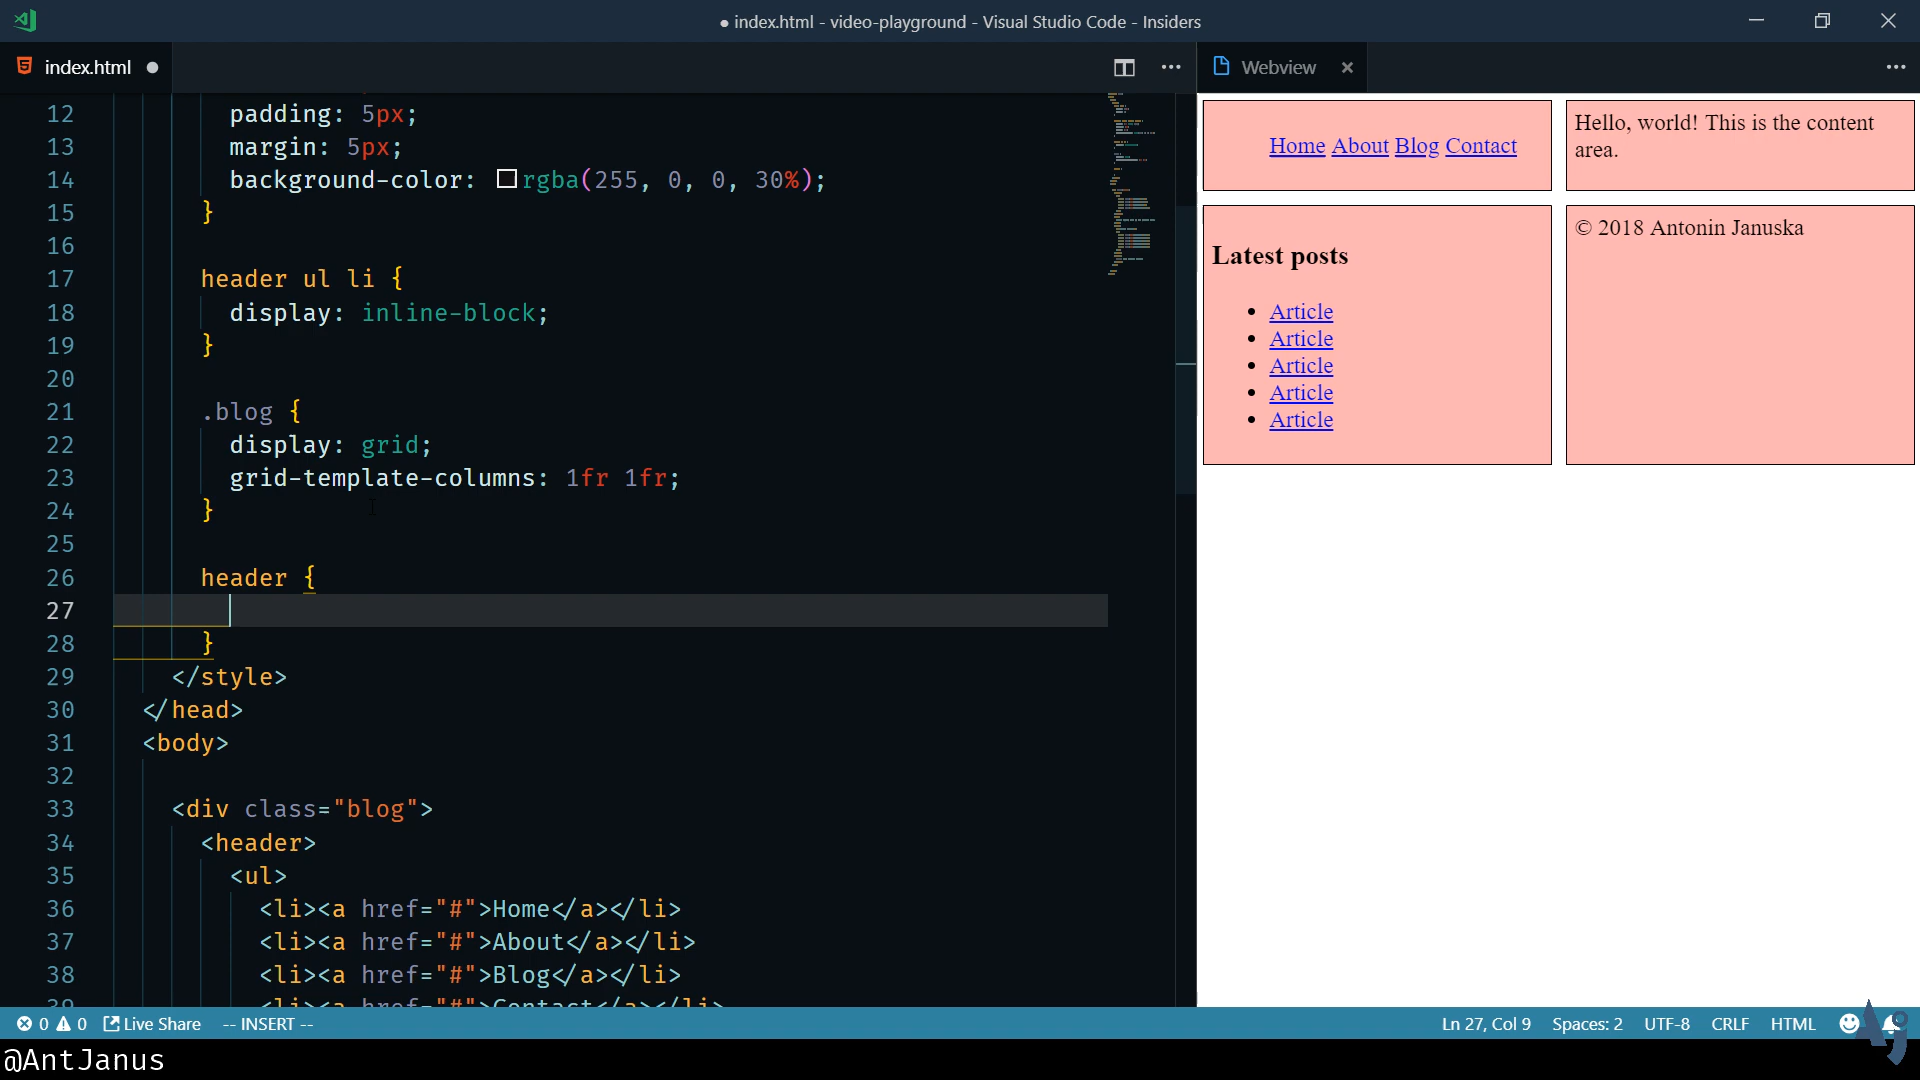 ● index.html - video-playground - Visual Studio Code - Insiders
index.html ●
Webview
12 padding: 5px;
13 margin: 5px;
14 background-color: rgba(255, 0, 0, 30%);
15 }
16
17 header ul li {
18 display: inline-block;
19 }
20
21 .blog {
22 display: grid;
23 grid-template-columns: 1fr 1fr;
24 }
25
26 header {
27
28 }
29 </style>
30 </head>
31 <body>
32
33 <div class="blog">
34 <header>
35 <ul>
36 <li><a href="#">Home</a></li>
37 <li><a href="#">About</a></li>
38 <li><a href="#">Blog</a></li>
39 <li><a href="#">Contact</a></li>
Home About Blog Contact
Hello, world! This is the content
area.
Latest posts
Article
Article
Article
Article
Article
© 2018 Antonin Januska
0 0 Live Share -- INSERT --
Ln 27, Col 9 Spaces: 2 UTF-8 CRLF HTML
@AntJanus